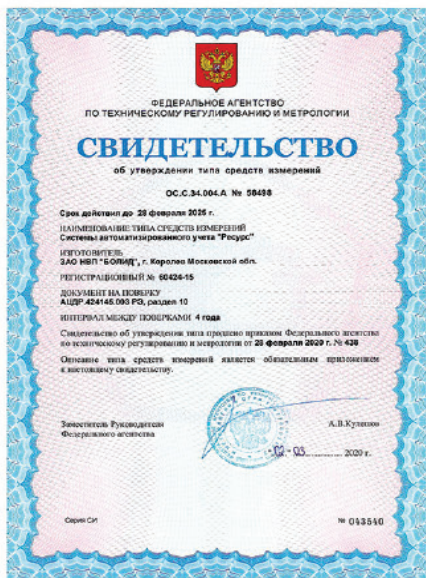 ФЕДЕРАЛЬНОЕ АГЕНТСТВО
ПО ТЕХНИЧЕСКОМУ РЕГУЛИРОВАНИЮ И МЕТРОЛОГИИ
СВИДЕТЕЛЬСТВО
об утверждении типа средств измерений
ОС.С.34.004.А № 58498
Срок действия до 28 февраля 2025 г.
НАИМЕНОВАНИЕ ТИПА СРЕДСТВ ИЗМЕРЕНИЙ
Системы автоматизированного учета "Ресурс"
ИЗГОТОВИТЕЛЬ
ЗАО НВП "БОЛИД", г. Королев Московской обл.
РЕГИСТРАЦИОННЫЙ № 60424-15
ДОКУМЕНТ НА ПОВЕРКУ
АЦДР.424145.003 РЭ, раздел 10
ИНТЕРВАЛ МЕЖДУ ПОВЕРКАМИ 4 года
Свидетельство об утверждении типа продлено приказом Федерального агентства
по техническому регулированию и метрологии от 28 февраля 2020 г. № 438
Описание типа средств измерений является обязательным приложением
к настоящему свидетельству.
Заместитель Руководителя
Федерального агентства
А.В.Кулешов
02 03 2020 г.
Серия СИ
№ 043540